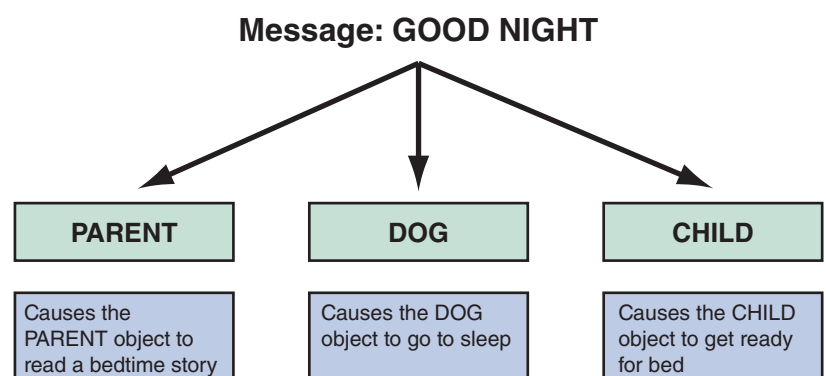 Message: GOOD NIGHT
PARENT
DOG
CHILD
Causes the
PARENT object to
read a bedtime story
Causes the DOG
object to go to sleep
Causes the CHILD
object to get ready
for bed